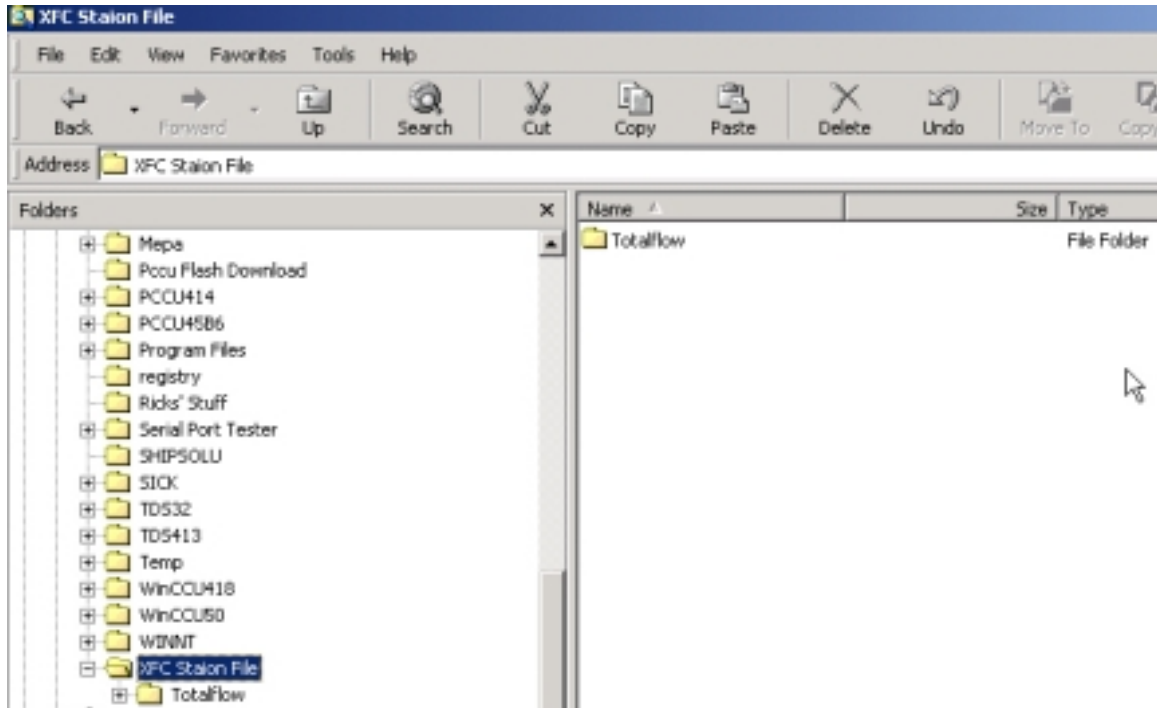 XFC Staion File
File Edit View Favorites Tools Help
Back Forward Up Search Cut Copy Paste Delete Undo Move To Copy
Address XFC Staion File
Folders
Name Size Type
Mepa
Pccu Flash Download
PCCU414
PCCU45B6
Program Files
registry
Ricks' Stuff
Serial Port Tester
SHIPSOLU
SICK
TDS32
TDS413
Temp
WinCCU418
WinCCU50
WINNT
XFC Staion File
Totalflow
Totalflow File Folder